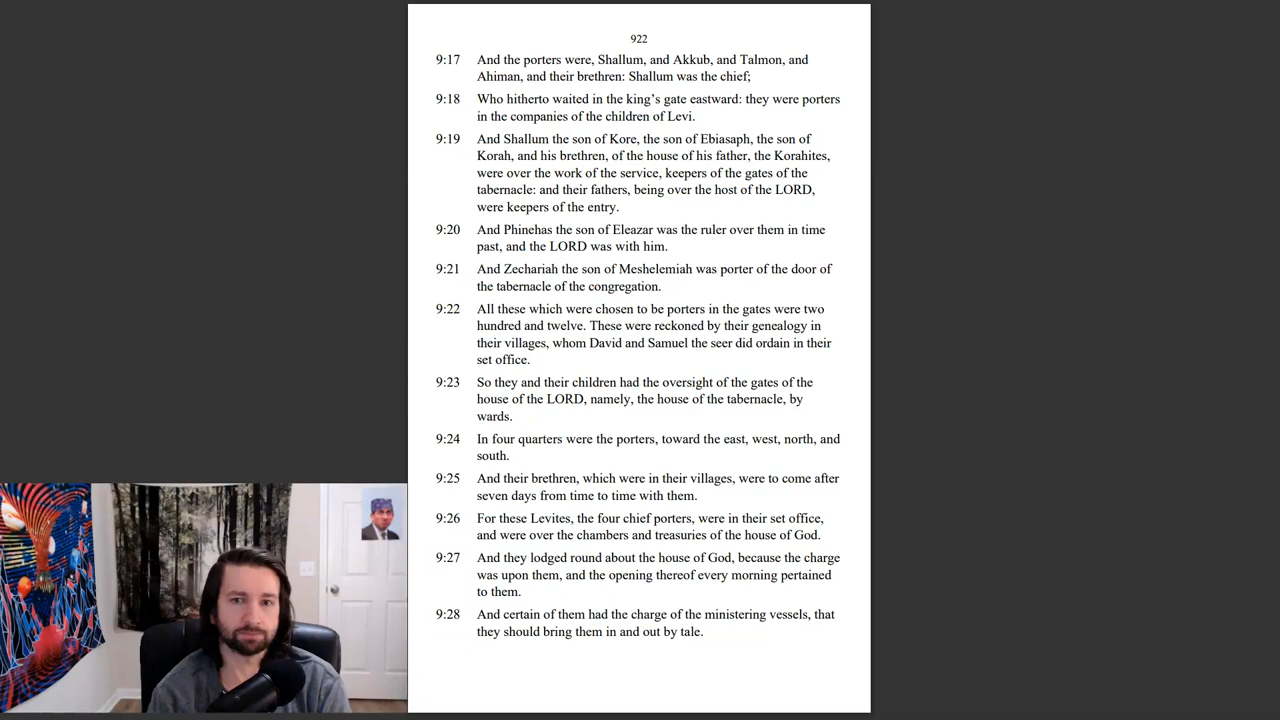 922
9:17 And the porters were, Shallum, and Akkub, and Talmon, and
Ahiman, and their brethren: Shallum was the chief;
9:18 Who hitherto waited in the king’s gate eastward: they were porters
in the companies of the children of Levi.
9:19 And Shallum the son of Kore, the son of Ebiasaph, the son of
Korah, and his brethren, of the house of his father, the Korahites,
were over the work of the service, keepers of the gates of the
tabernacle: and their fathers, being over the host of the LORD,
were keepers of the entry.
9:20 And Phinehas the son of Eleazar was the ruler over them in time
past, and the LORD was with him.
9:21 And Zechariah the son of Meshelemiah was porter of the door of
the tabernacle of the congregation.
9:22 All these which were chosen to be porters in the gates were two
hundred and twelve. These were reckoned by their genealogy in
their villages, whom David and Samuel the seer did ordain in their
set office.
9:23 So they and their children had the oversight of the gates of the
house of the LORD, namely, the house of the tabernacle, by
wards.
9:24 In four quarters were the porters, toward the east, west, north, and
south.
9:25 And their brethren, which were in their villages, were to come after
seven days from time to time with them.
9:26 For these Levites, the four chief porters, were in their set office,
and were over the chambers and treasuries of the house of God.
9:27 And they lodged round about the house of God, because the charge
was upon them, and the opening thereof every morning pertained
to them.
9:28 And certain of them had the charge of the ministering vessels, that
they should bring them in and out by tale.